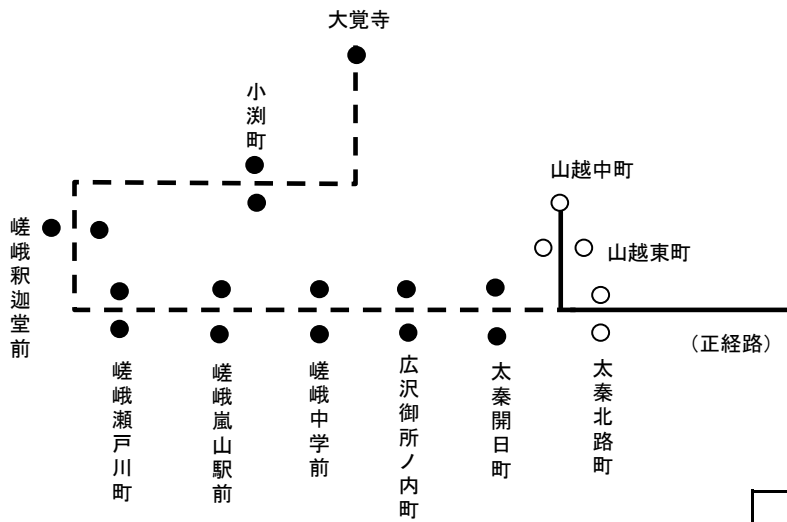 大覚寺
小渕町
山越中町
山越東町
嵯峨釈迦堂前
(正経路)
嵯峨瀬戸川町
嵯峨嵐山駅前
嵯峨中学前
広沢御所ノ内町
太秦開日町
太秦北路町